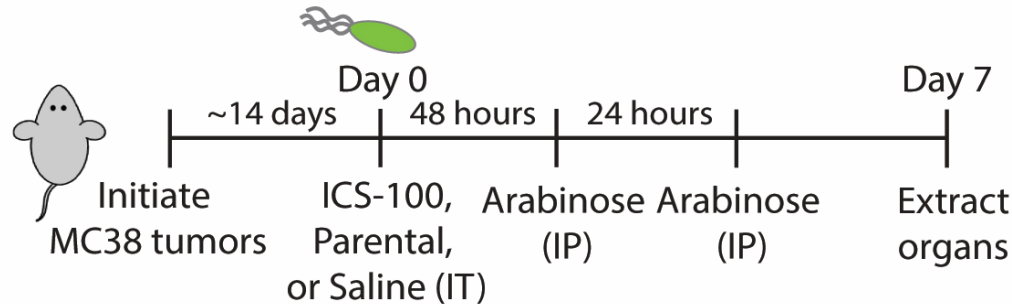 Day 0
Day 7
~14 days
48 hours
24 hours
Initiate
MC38 tumors
ICS-100,
Parental,
or Saline (IT)
Arabinose
(IP)
Arabinose
(IP)
Extract
organs